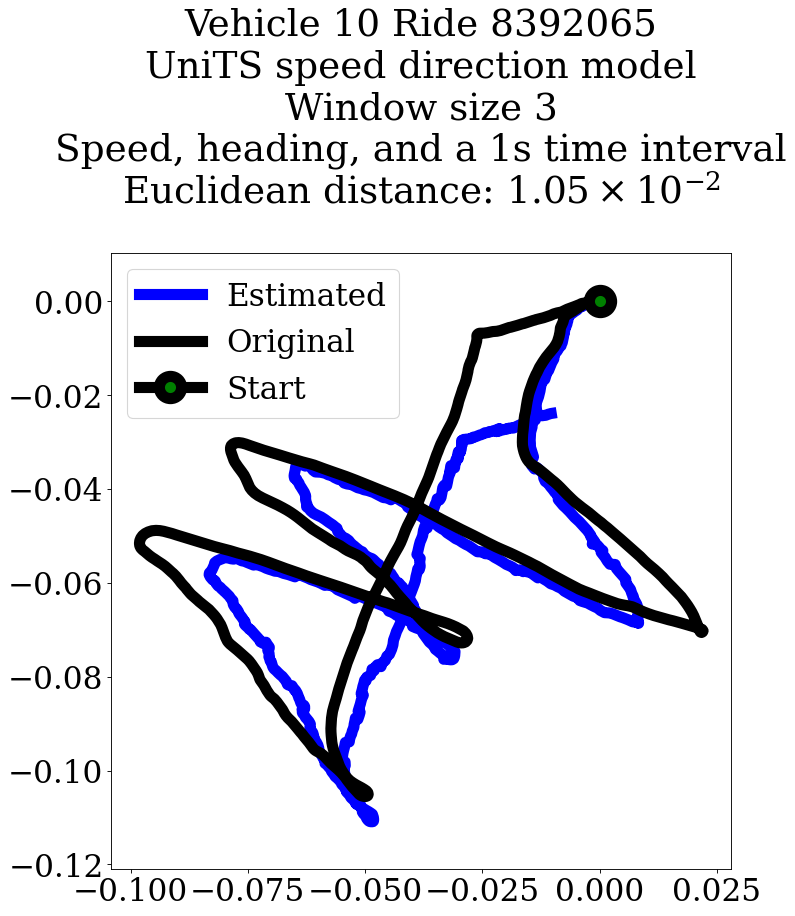 Vehicle 10 Ride 8392065
UniTS speed direction model
Window size 3
Speed, heading, and a 1s time interval
Euclidean distance: 1.05 × 10⁻²
Estimated
Original
Start
0.00
−0.02
−0.04
−0.06
−0.08
−0.10
−0.12
−0.100 −0.075 −0.050 −0.025 0.000 0.025